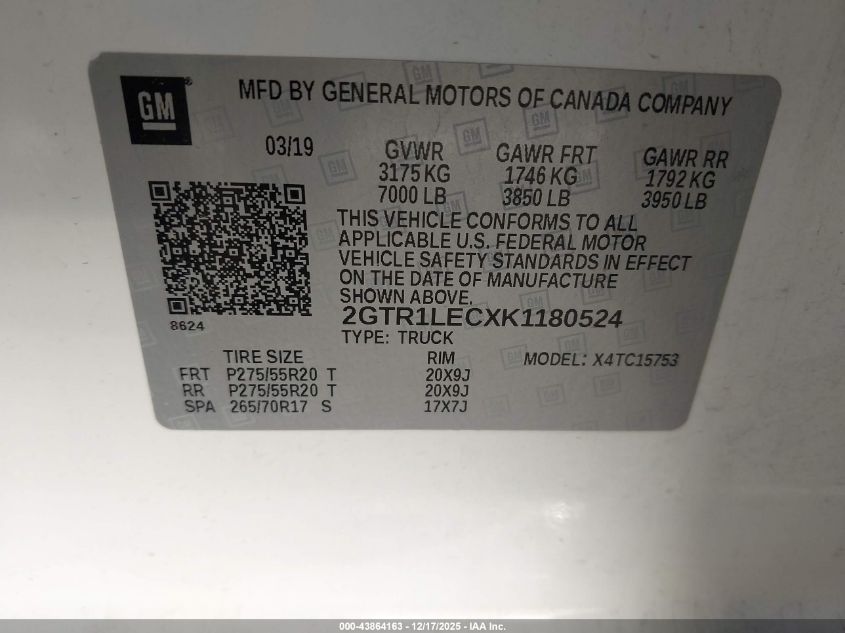 GM
MFD BY GENERAL MOTORS OF CANADA COMPANY
03/19
GVWR GAWR FRT GAWR RR
3175 KG 1746 KG 1792 KG
7000 LB 3850 LB 3950 LB
THIS VEHICLE CONFORMS TO ALL
APPLICABLE U.S. FEDERAL MOTOR
VEHICLE SAFETY STANDARDS IN EFFECT
ON THE DATE OF MANUFACTURE
SHOWN ABOVE.
8624
2GTR1LECXK1180524
TYPE: TRUCK
TIRE SIZE RIM MODEL: X4TC15753
FRT P275/55R20 T 20X9J
RR P275/55R20 T 20X9J
SPA 265/70R17 S 17X7J
000-43864163 - 12/17/2025 - IAA Inc.